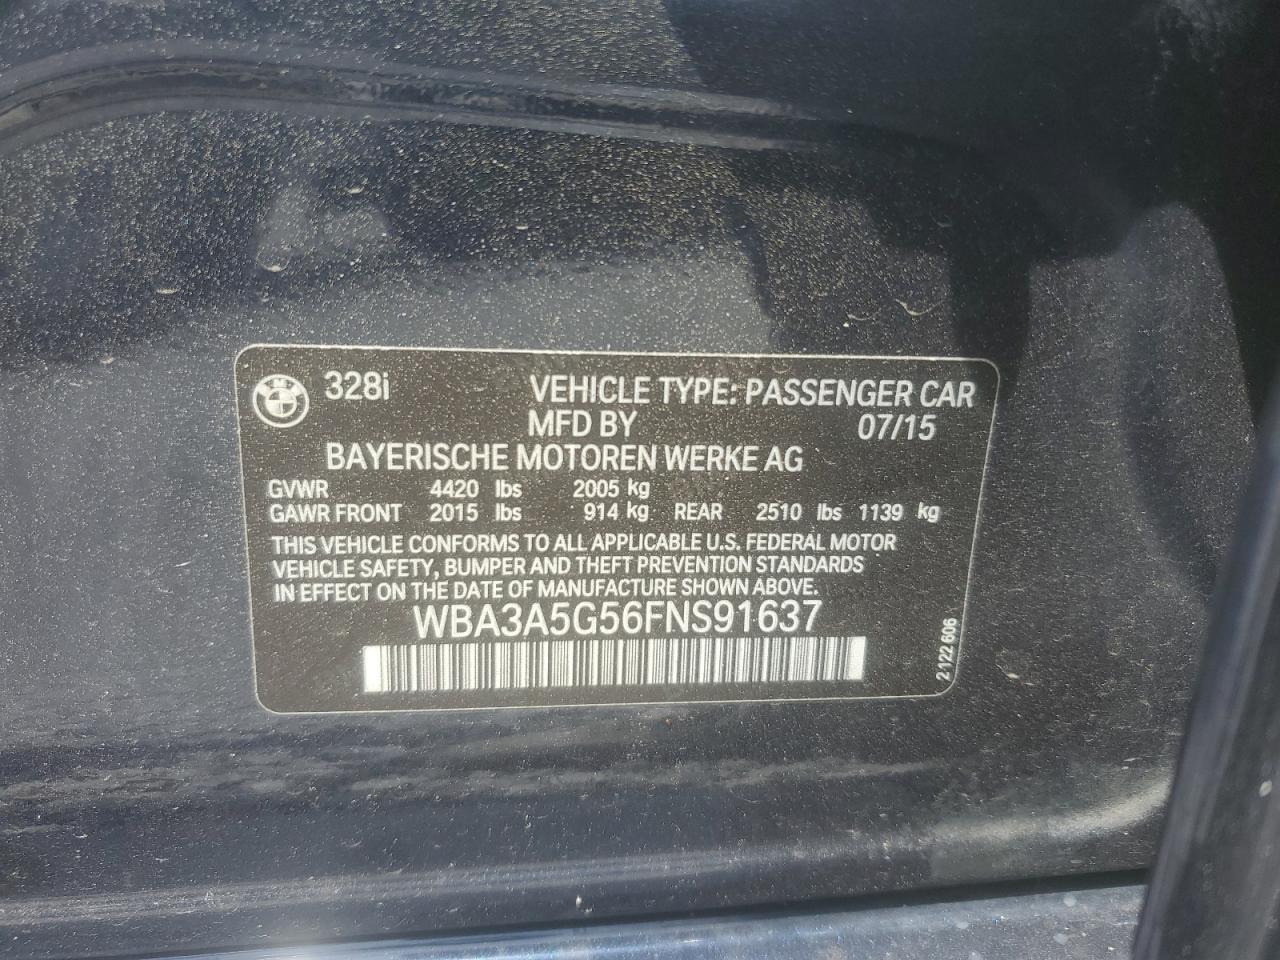 328i VEHICLE TYPE: PASSENGER CAR
MFD BY 07/15
BAYERISCHE MOTOREN WERKE AG
GVWR 4420 lbs 2005 kg
GAWR FRONT 2015 lbs 914 kg REAR 2510 lbs 1139 kg
THIS VEHICLE CONFORMS TO ALL APPLICABLE U.S. FEDERAL MOTOR
VEHICLE SAFETY, BUMPER AND THEFT PREVENTION STANDARDS
IN EFFECT ON THE DATE OF MANUFACTURE SHOWN ABOVE.
WBA3A5G56FNS91637
2 122 606